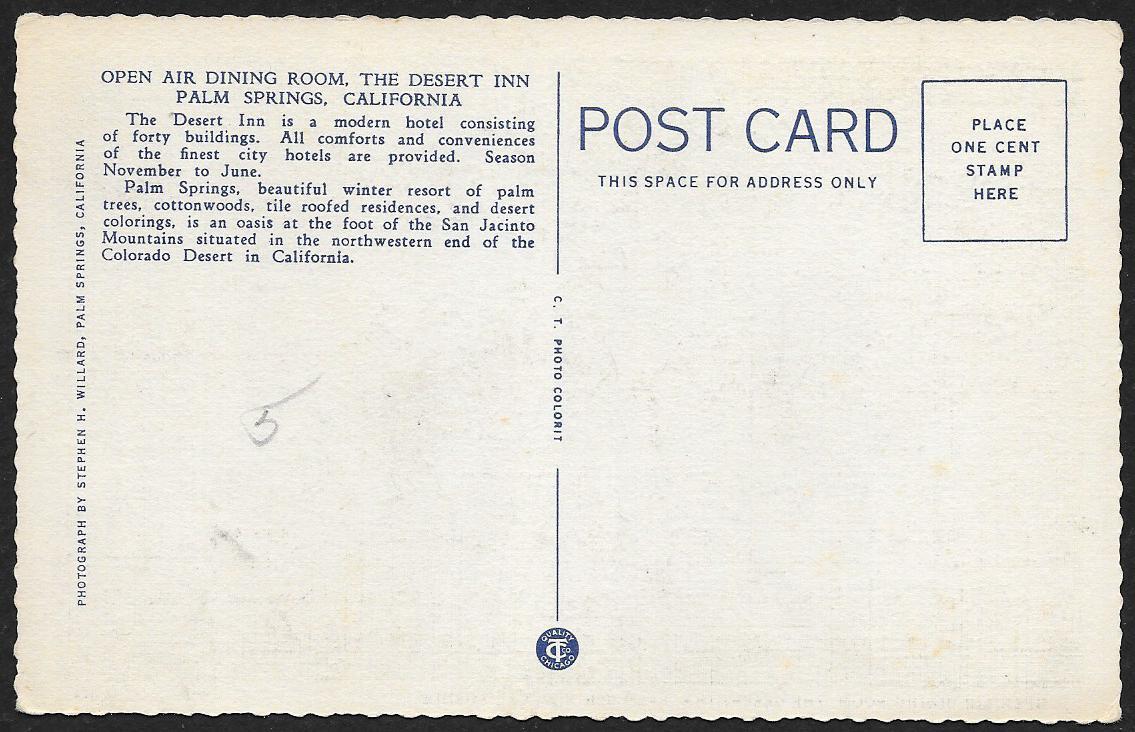 OPEN AIR DINING ROOM, THE DESERT INN
PALM SPRINGS, CALIFORNIA
The Desert Inn is a modern hotel consisting
of forty buildings. All comforts and conveniences
of the finest city hotels are provided. Season
November to June.
Palm Springs, beautiful winter resort of palm
trees, cottonwoods, tile roofed residences, and desert
colorings, is an oasis at the foot of the San Jacinto
Mountains situated in the northwestern end of the
Colorado Desert in California.
PHOTOGRAPH BY STEPHEN H. WILLARD, PALM SPRINGS, CALIFORNIA
5
C. T. PHOTO COLORIT
QUALITY
CT CO
CHICAGO
POST CARD
THIS SPACE FOR ADDRESS ONLY
PLACE
ONE CENT
STAMP
HERE